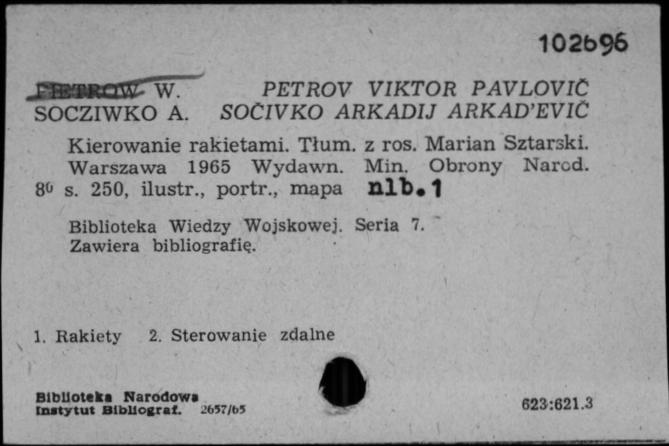 102696
PIETROW W. PETROV VIKTOR PAVLOVIČ
SOCZIWKO A. SOČIVKO ARKADIJ ARKAD'EVIČ
Kierowanie rakietami. Tłum. z ros. Marian Sztarski.
Warszawa 1965 Wydawn. Min. Obrony Narod.
8⁰ s. 250, ilustr., portr., mapa nlb.1
Biblioteka Wiedzy Wojskowej. Seria 7.
Zawiera bibliografię.
1. Rakiety 2. Sterowanie zdalne
Biblioteka Narodowa
Instytut Bibliograf. 2657/65
623:621.3